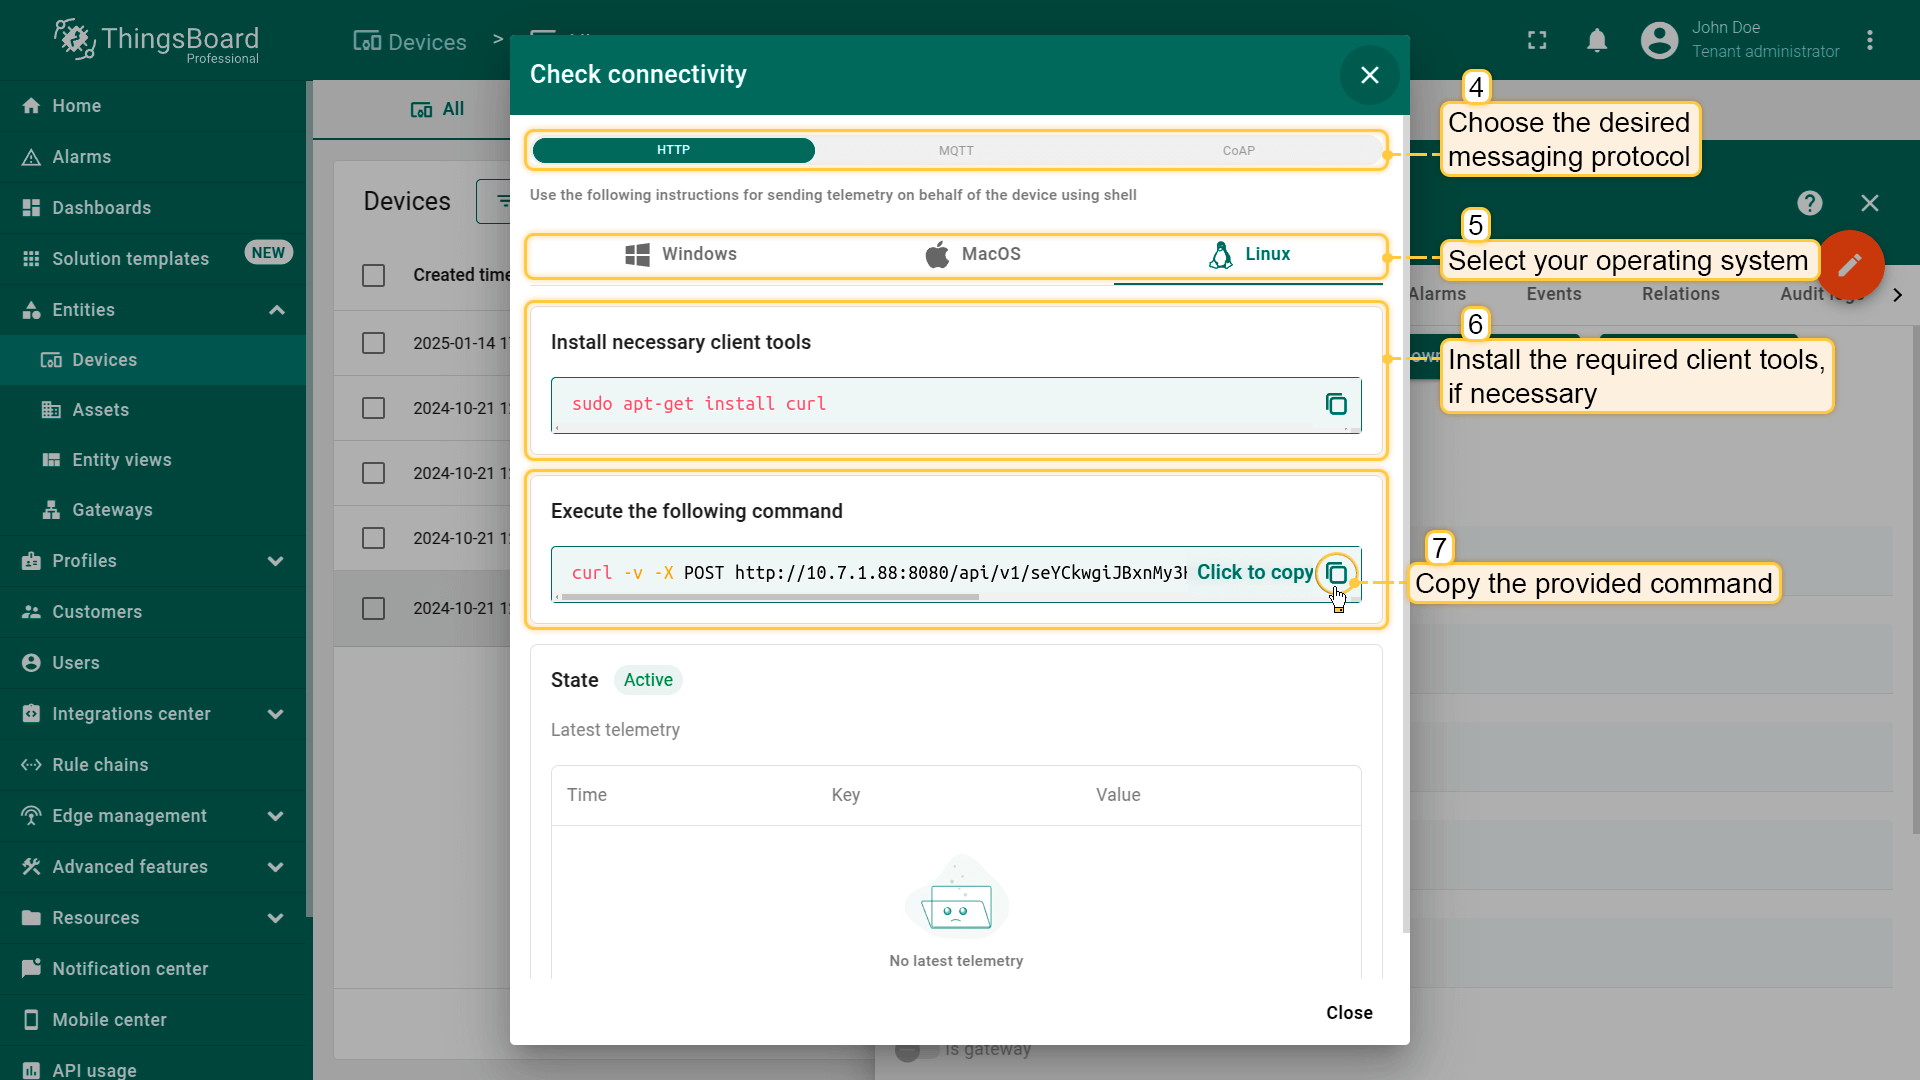 ThingsBoard
Professional
Devices
>
John Doe
Tenant administrator
Home
Alarms
Dashboards
Solution templates
NEW
Entities
Devices
Assets
Entity views
Gateways
Profiles
Customers
Users
Integrations center
Rule chains
Edge management
Advanced features
Resources
Notification center
Mobile center
API usage
All
Devices
Created time
2025-01-14 1
2024-10-21 1
2024-10-21 1
2024-10-21 1
2024-10-21 1
Check connectivity
HTTP
MQTT
CoAP
Use the following instructions for sending telemetry on behalf of the device using shell
Windows
MacOS
Linux
Install necessary client tools
sudo apt-get install curl
Execute the following command
curl -v -X POST http://10.7.1.88:8080/api/v1/seYCkwgiJBxnMy3
Click to copy
State
Active
Latest telemetry
Time
Key
Value
No latest telemetry
Close
4
Choose the desired
messaging protocol
5
Select your operating system
Alarms
Events
Relations
Audit logs
6
Install the required client tools,
if necessary
7
Copy the provided command
Is gateway